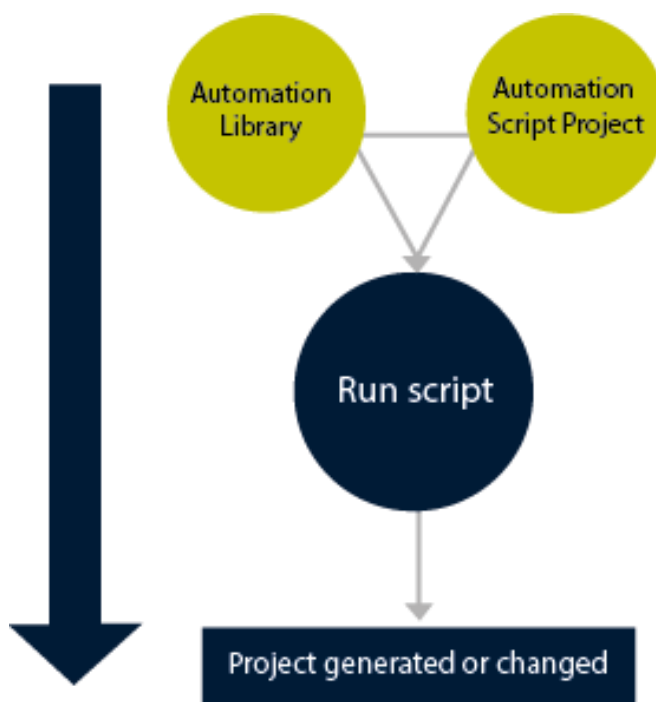 Automation
Library
Automation
Script Project
Run script
Project generated or changed